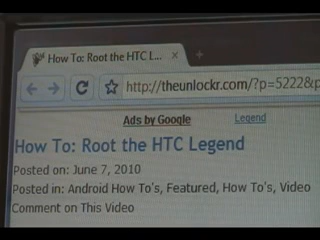 How To: Root the HTC L...
http://theunlockr.com/?p=5222&p
Ads by Google Legend
How To: Root the HTC Legend
Posted on: June 7, 2010
Posted in: Android How To's, Featured, How To's, Video
Comment on This Video